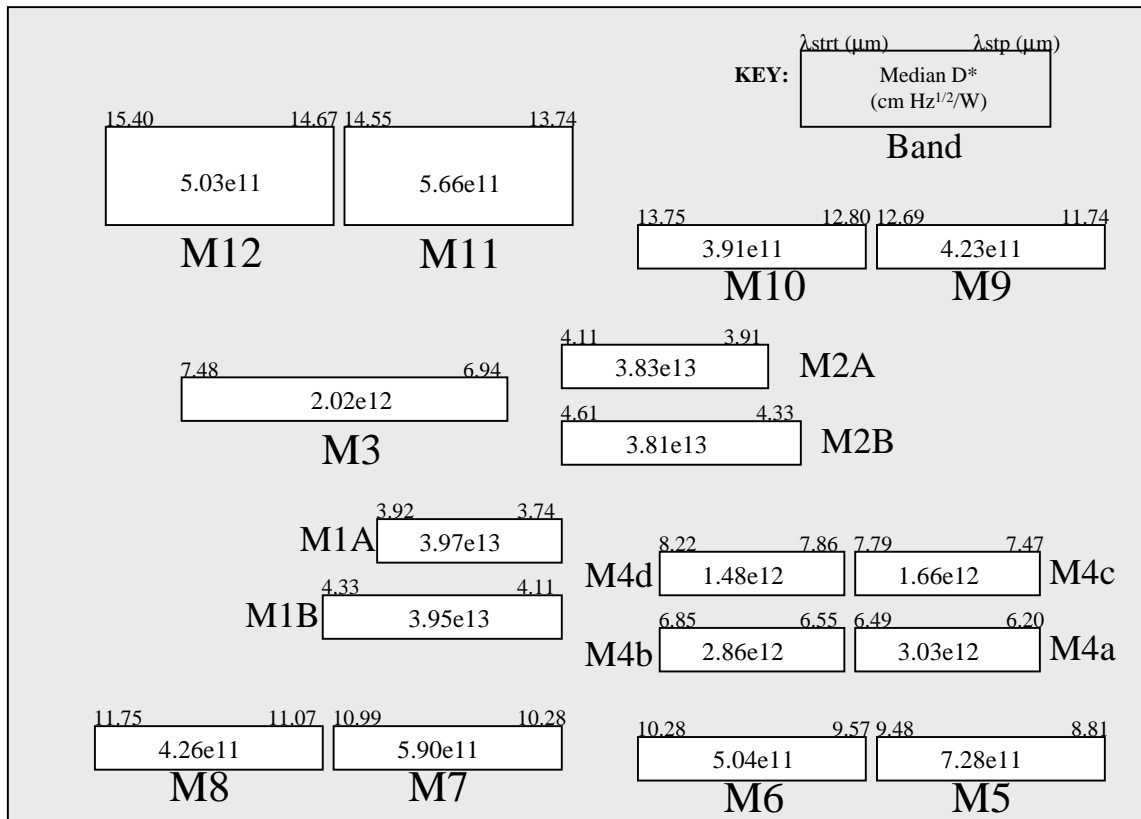 λstrt (μm) λstp (μm)
KEY: Median D*
(cm Hz1/2/W)
Band
15.40 14.67 14.55 13.74
5.03e11 5.66e11
M12 M11
13.75 12.80 12.69 11.74
3.91e11 4.23e11
M10 M9
4.11 3.91
3.83e13 M2A
7.48 6.94
2.02e12
M3
4.61 4.33
3.81e13 M2B
3.92 3.74
M1A 3.97e13
4.33 4.11
M1B 3.95e13
8.22 7.86 7.79 7.47
M4d 1.48e12 1.66e12 M4c
6.85 6.55 6.49 6.20
M4b 2.86e12 3.03e12 M4a
11.75 11.07 10.99 10.28
4.26e11 5.90e11
M8 M7
10.28 9.57 9.48 8.81
5.04e11 7.28e11
M6 M5